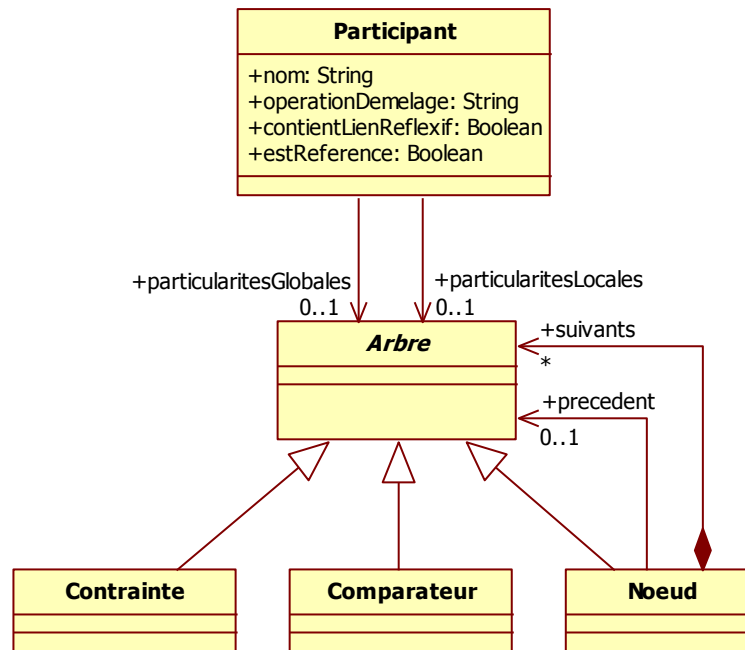 Participant
+nom: String
+operationDemelage: String
+contientLienReflexif: Boolean
+estReference: Boolean
+particularitesGlobales
0..1
+particularitesLocales
0..1
Arbre
+suivants
*
+precedent
0..1
Contrainte
Comparateur
Noeud